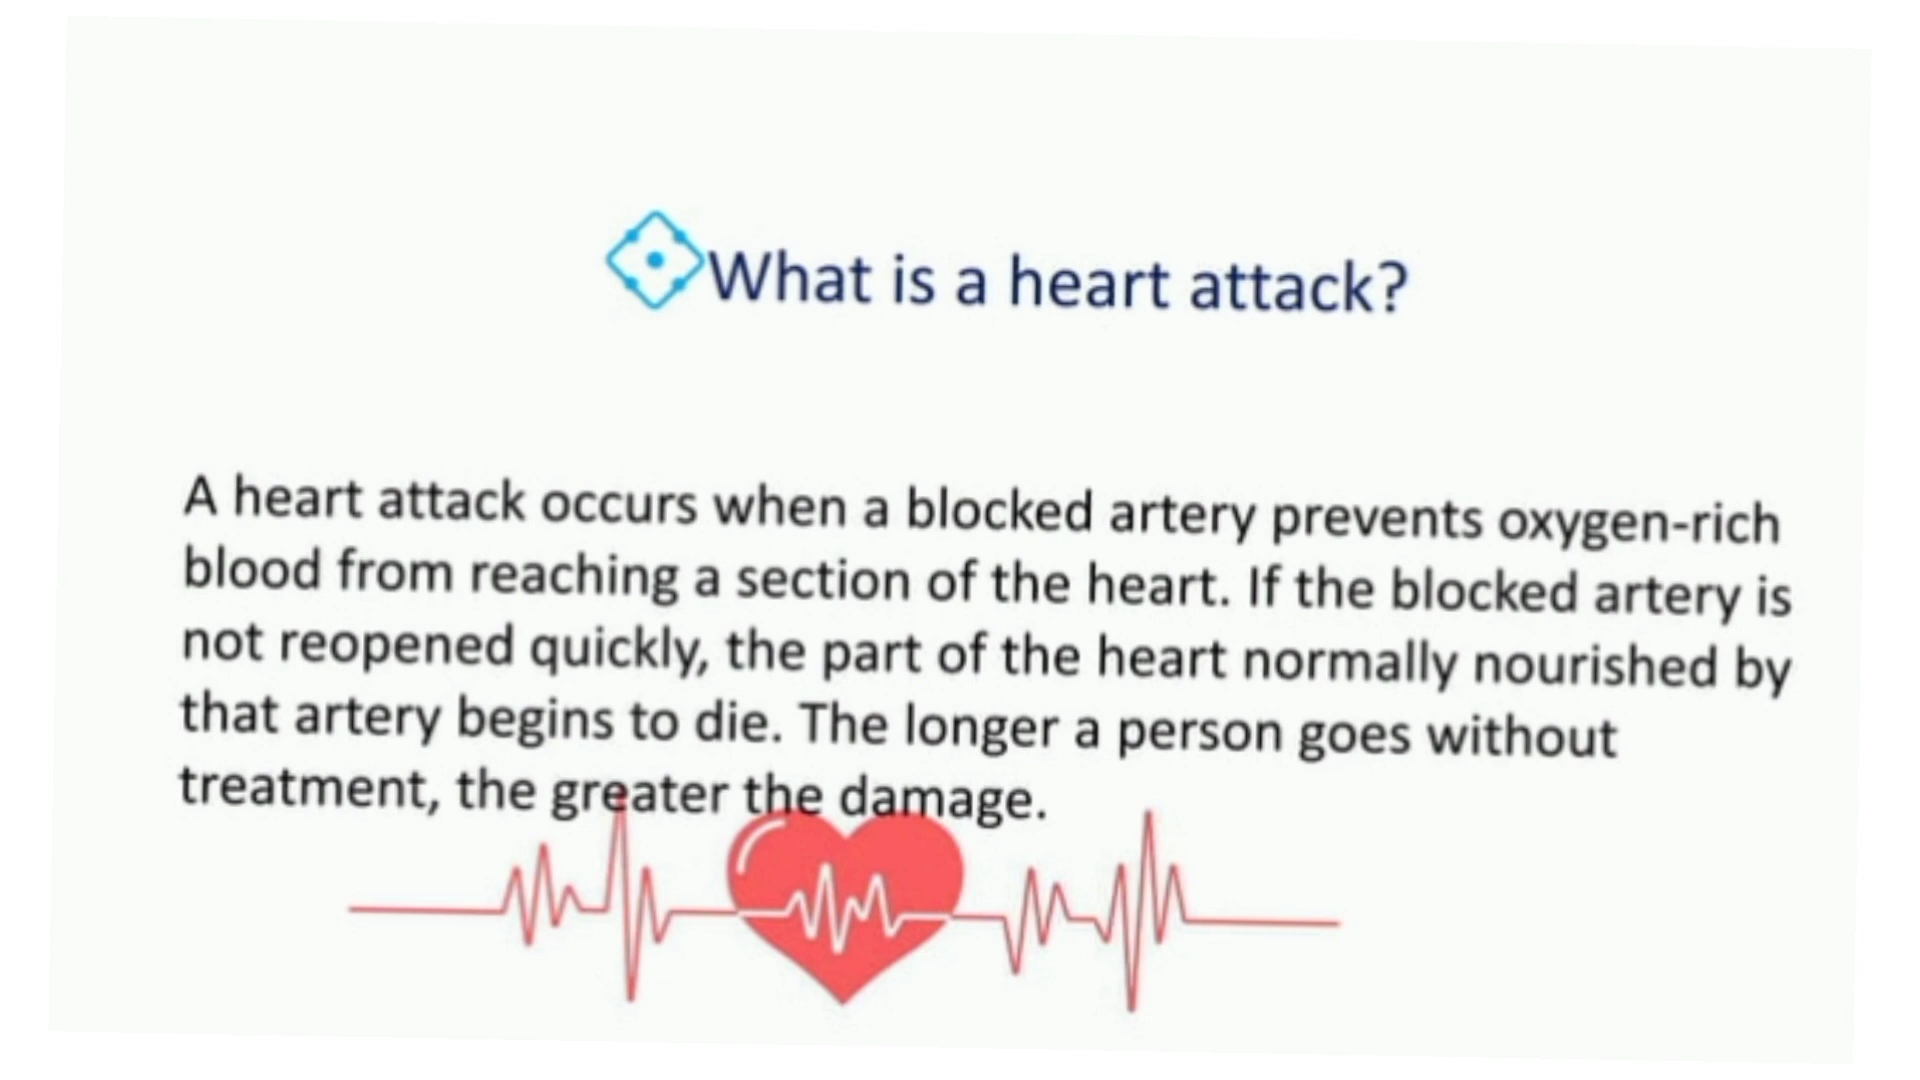 What is a heart attack?
A heart attack occurs when a blocked artery prevents oxygen-rich
blood from reaching a section of the heart. If the blocked artery is
not reopened quickly, the part of the heart normally nourished by
that artery begins to die. The longer a person goes without
treatment, the greater the damage.